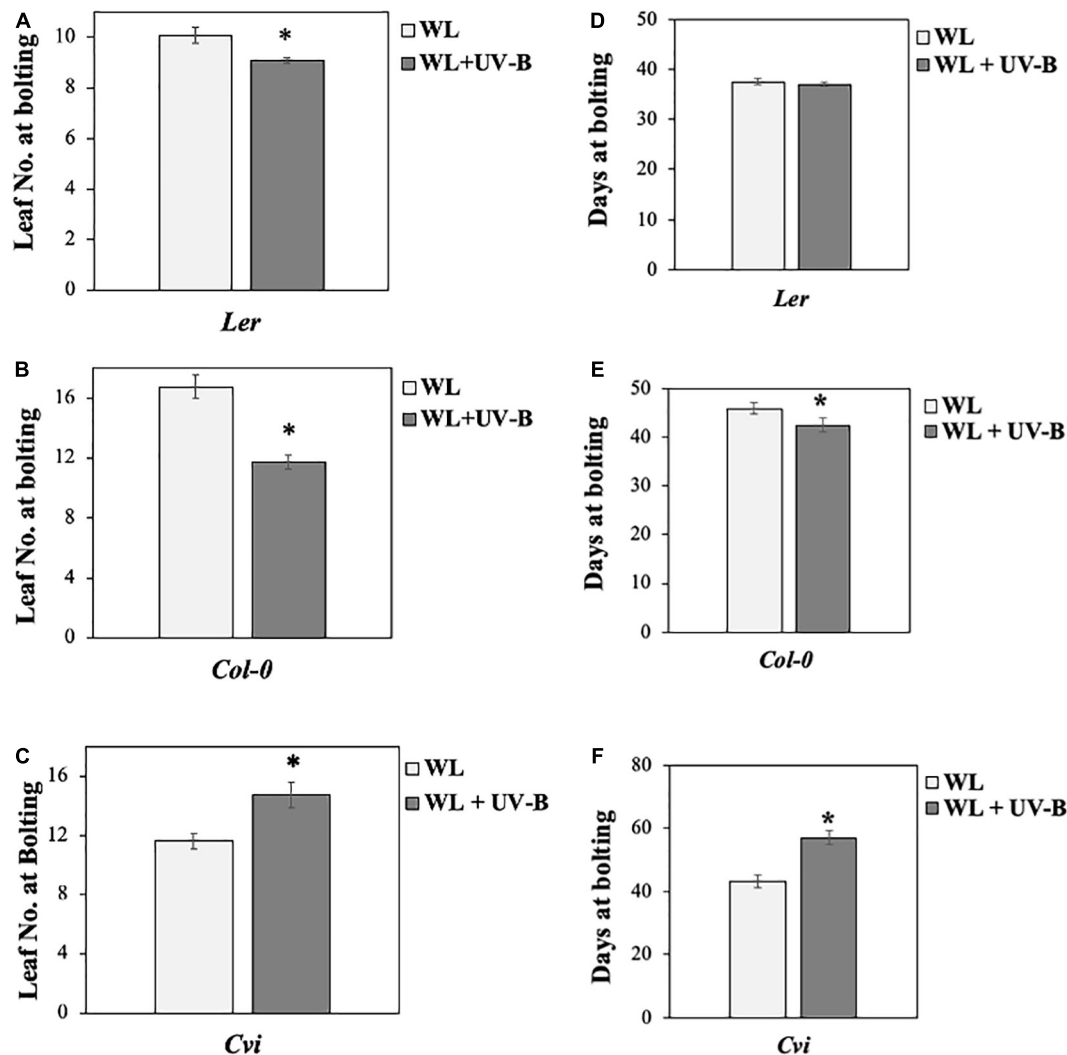 A
Leaf No. at bolting
10
8
6
4
2
0
*
WL
WL+UV-B
Ler
D
Days at bolting
50
40
30
20
10
0
WL
WL + UV-B
Ler
B
Leaf No. at bolting
16
12
8
4
0
*
WL
WL+UV-B
Col-0
E
Days at bolting
50
40
30
20
10
0
*
WL
WL + UV-B
Col-0
C
Leaf No. at Bolting
16
12
8
4
0
*
WL
WL + UV-B
Cvi
F
Days at bolting
80
60
40
20
0
*
WL
WL + UV-B
Cvi